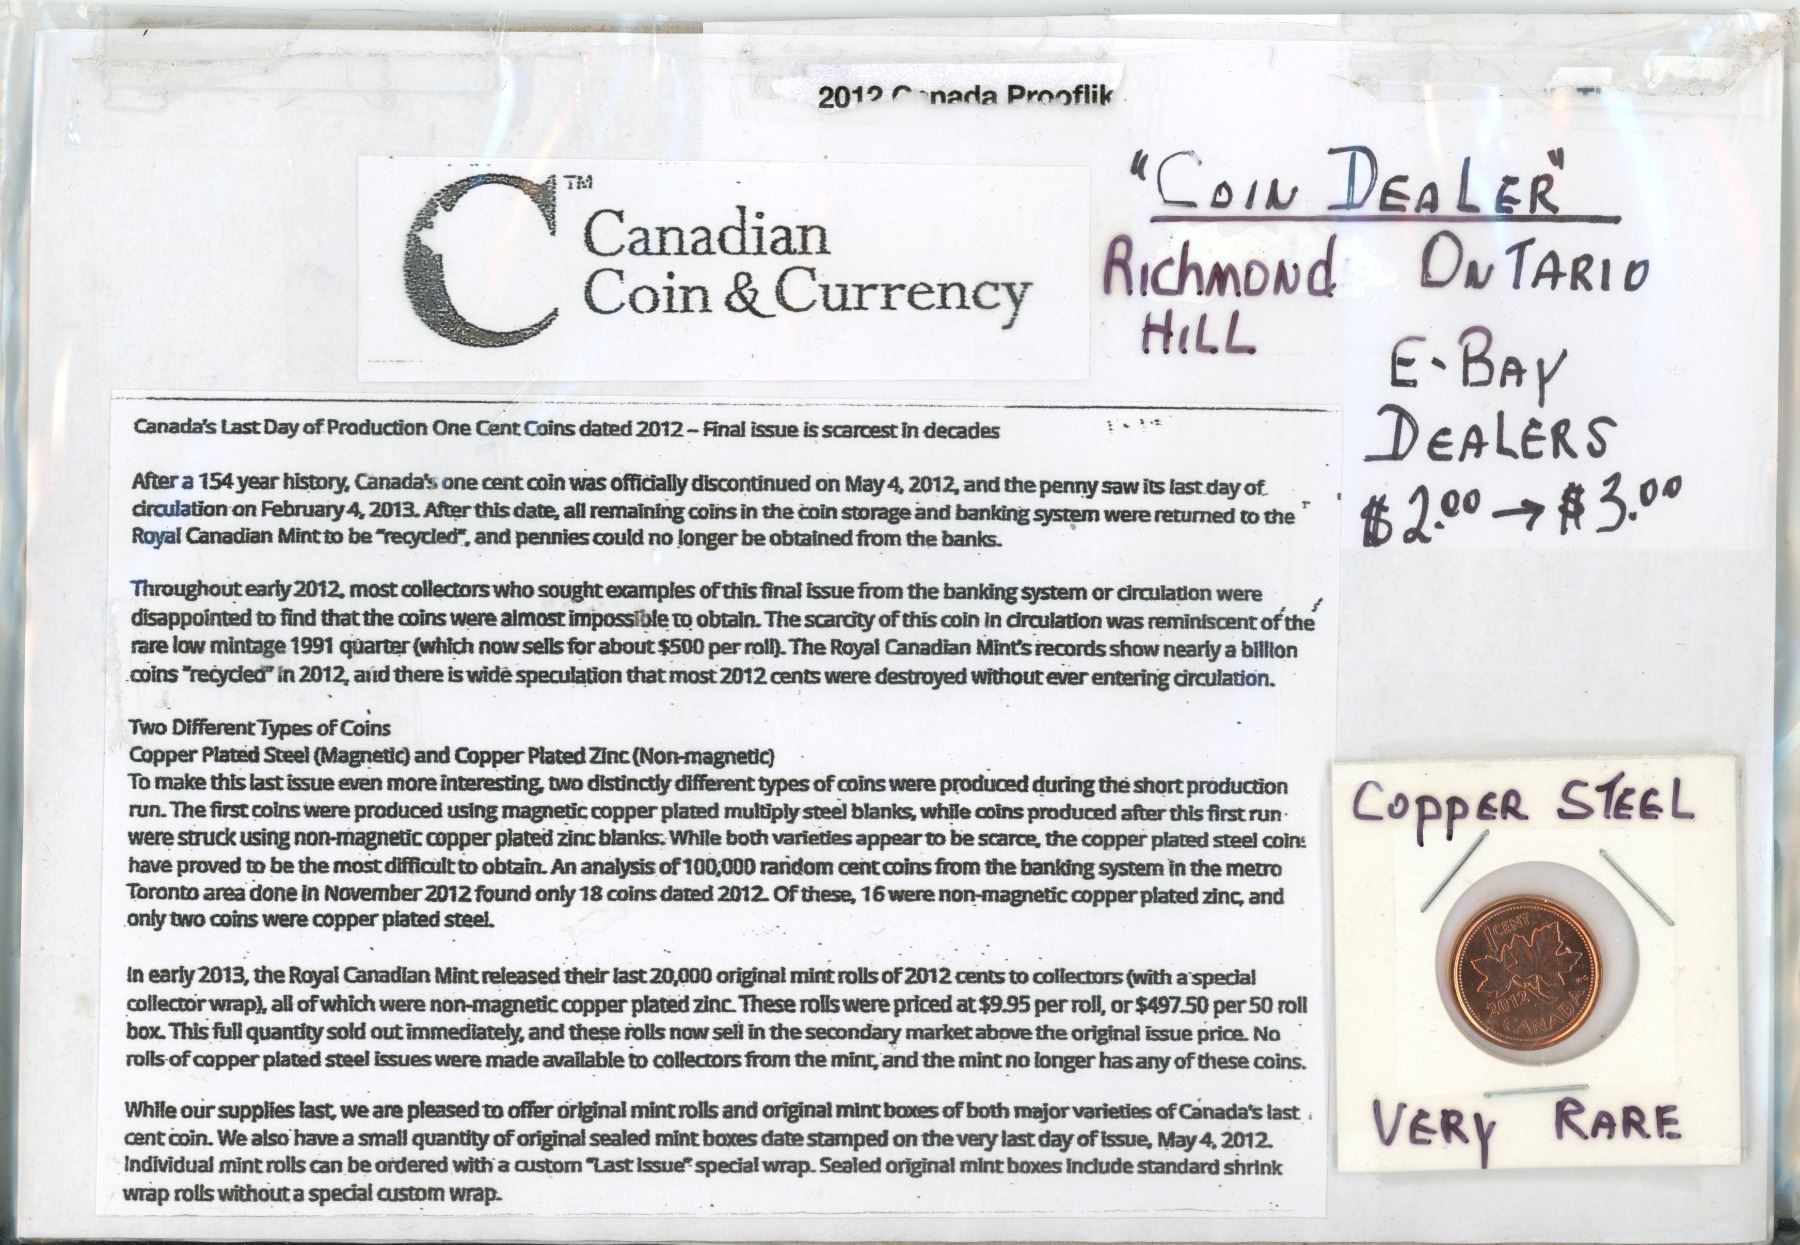 2012 Canada Prooflik
"COIN DEALER"
RICHMOND HILL ONTARIO
E-BAY
DEALERS
$2.00 → $3.00
C TM
Canadian
Coin & Currency
Canada's Last Day of Production One Cent Coins dated 2012 – Final issue is scarcest in decades
After a 154 year history, Canada's one cent coin was officially discontinued on May 4, 2012, and the penny saw its last day of
circulation on February 4, 2013. After this date, all remaining coins in the coin storage and banking system were returned to the
Royal Canadian Mint to be "recycled", and pennies could no longer be obtained from the banks.
Throughout early 2012, most collectors who sought examples of this final issue from the banking system or circulation were
disappointed to find that the coins were almost impossible to obtain. The scarcity of this coin in circulation was reminiscent of the
rare low mintage 1991 quarter (which now sells for about $500 per roll). The Royal Canadian Mint's records show nearly a billion
coins "recycled" in 2012, and there is wide speculation that most 2012 cents were destroyed without ever entering circulation.
Two Different Types of Coins
Copper Plated Steel (Magnetic) and Copper Plated Zinc (Non-magnetic)
To make this last issue even more interesting, two distinctly different types of coins were produced during the short production
run. The first coins were produced using magnetic copper plated multiply steel blanks, while coins produced after this first run
were struck using non-magnetic copper plated zinc blanks. While both varieties appear to be scarce, the copper plated steel coins
have proved to be the most difficult to obtain. An analysis of 100,000 random cent coins from the banking system in the metro
Toronto area done in November 2012 found only 18 coins dated 2012. Of these, 16 were non-magnetic copper plated zinc, and
only two coins were copper plated steel.
In early 2013, the Royal Canadian Mint released their last 20,000 original mint rolls of 2012 cents to collectors (with a special
collector wrap), all of which were non-magnetic copper plated zinc. These rolls were priced at $9.95 per roll, or $497.50 per 50 roll
box. This full quantity sold out immediately, and these rolls now sell in the secondary market above the original issue price. No
rolls of copper plated steel issues were made available to collectors from the mint, and the mint no longer has any of these coins.
While our supplies last, we are pleased to offer original mint rolls and original mint boxes of both major varieties of Canada's last
cent coin. We also have a small quantity of original sealed mint boxes date stamped on the very last day of issue, May 4, 2012.
Individual mint rolls can be ordered with a custom "Last Issue" special wrap. Sealed original mint boxes include standard shrink
wrap rolls without a special custom wrap.
COPPER STEEL
1 CENT
2012
CANADA
VERY RARE